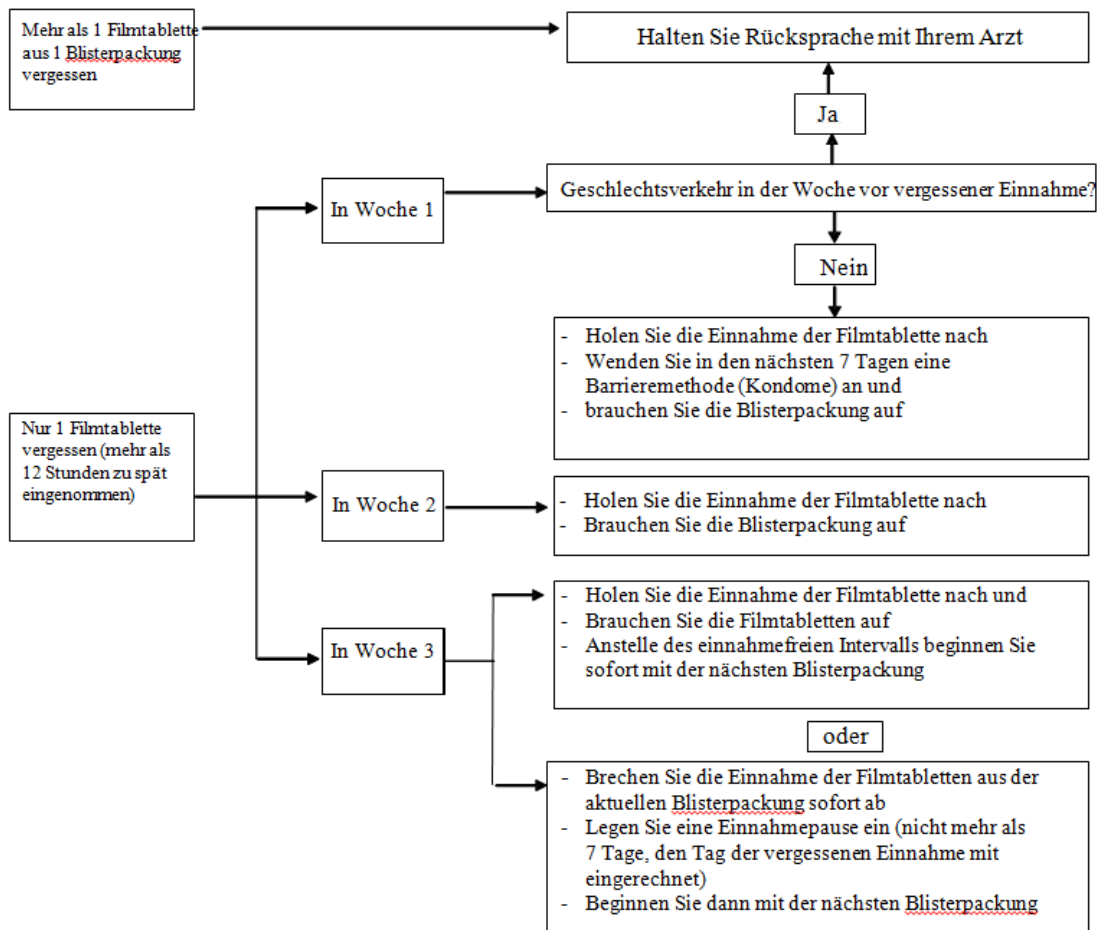 Mehr als 1 Filmtablette
aus 1 Blisterpackung
vergessen
Halten Sie Rücksprache mit Ihrem Arzt
Ja
In Woche 1
Geschlechtsverkehr in der Woche vor vergessener Einnahme?
Nein
- Holen Sie die Einnahme der Filmtablette nach
- Wenden Sie in den nächsten 7 Tagen eine
Barrieremethode (Kondome) an und
- brauchen Sie die Blisterpackung auf
Nur 1 Filmtablette
vergessen (mehr als
12 Stunden zu spät
eingenommen)
In Woche 2
- Holen Sie die Einnahme der Filmtablette nach
- Brauchen Sie die Blisterpackung auf
In Woche 3
- Holen Sie die Einnahme der Filmtablette nach und
- Brauchen Sie die Filmtabletten auf
- Anstelle des einnahmefreien Intervalls beginnen Sie
sofort mit der nächsten Blisterpackung
oder
- Brechen Sie die Einnahme der Filmtabletten aus der
aktuellen Blisterpackung sofort ab
- Legen Sie eine Einnahmepause ein (nicht mehr als
7 Tage, den Tag der vergessenen Einnahme mit
eingerechnet)
- Beginnen Sie dann mit der nächsten Blisterpackung